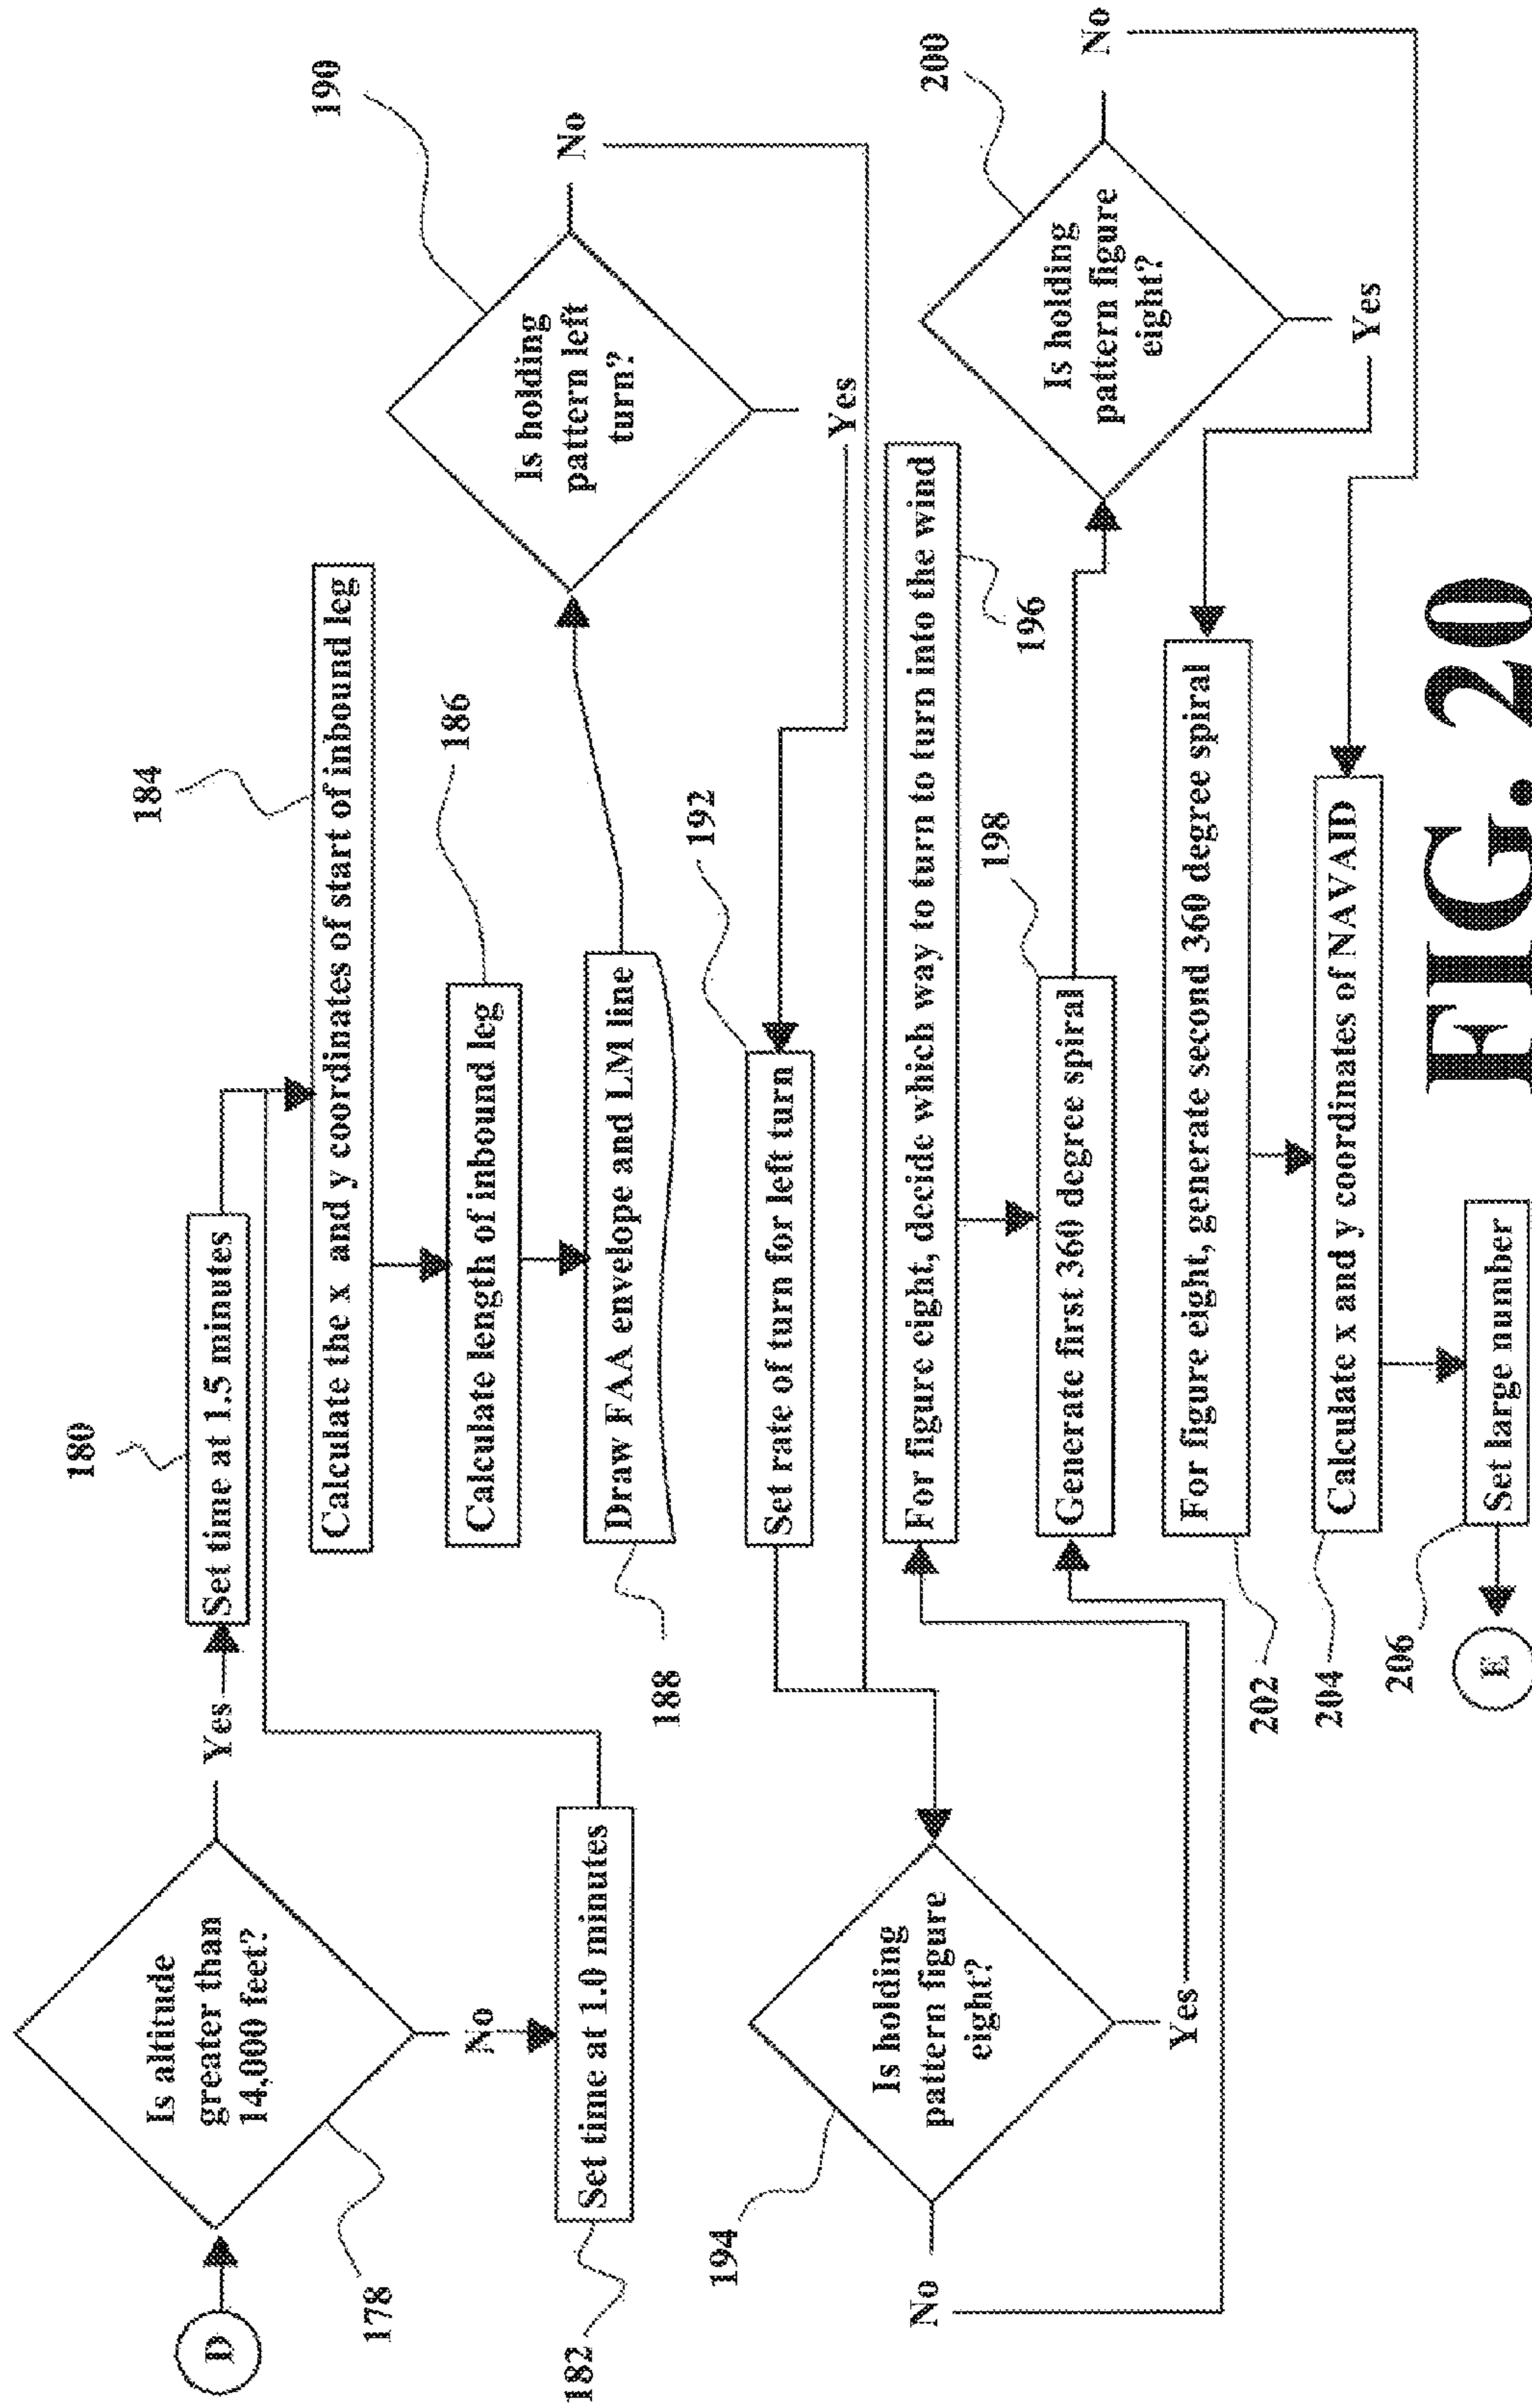 D
178
Is altitude
greater than
14,000 feet?
Yes
No
180
Set time at 1.5 minutes
182
Set time at 1.0 minutes
184
Calculate the x and y coordinates of start of inbound leg
186
Calculate length of inbound leg
188
Draw FAA envelope and LM line
190
Is holding
pattern left
turn?
No
Yes
192
Set rate of turn for left turn
194
Is holding
pattern figure
eight?
No
Yes
196
For figure eight, decide which way to turn to turn into the wind
198
Generate first 360 degree spiral
200
Is holding
pattern figure
eight?
No
Yes
202
For figure eight, generate second 360 degree spiral
204
Calculate x and y coordinates of NAVAID
206
Set large number
E
FIG. 20